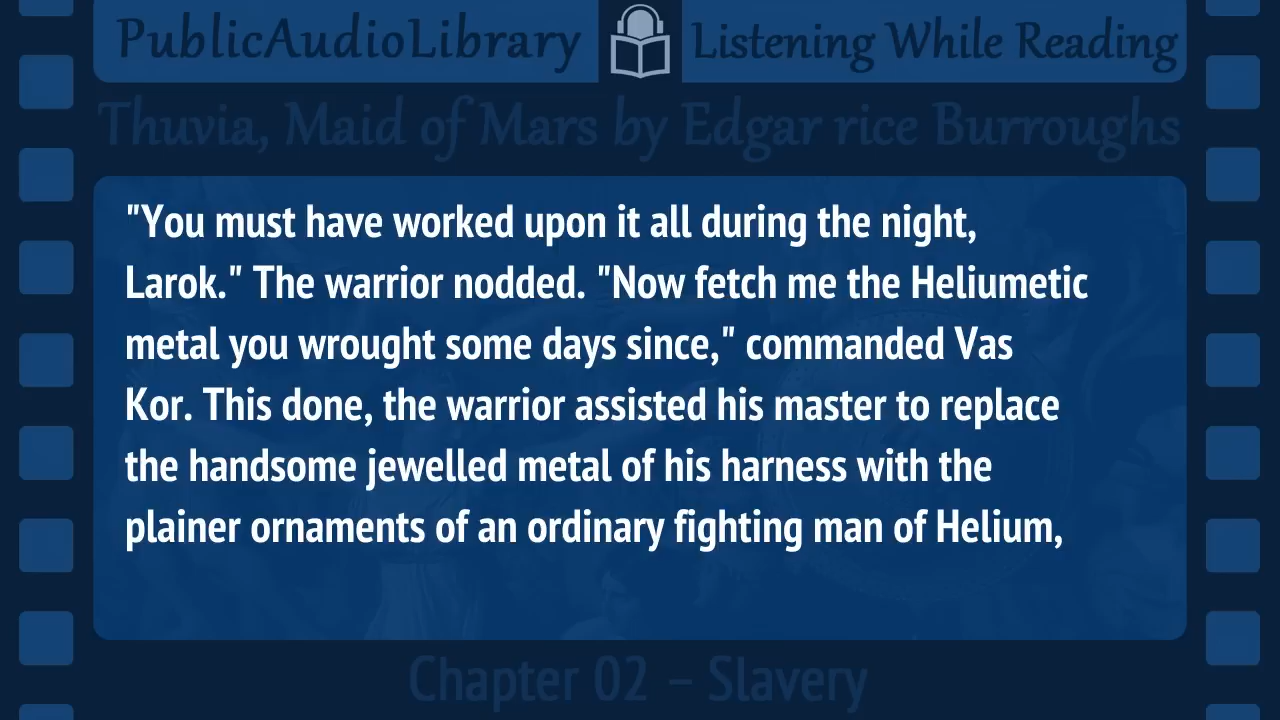 PublicAudioLibrary Listening While Reading
Thuvia, Maid of Mars by Edgar rice Burroughs
"You must have worked upon it all during the night,
Larok." The warrior nodded. "Now fetch me the Heliumetic
metal you wrought some days since," commanded Vas
Kor. This done, the warrior assisted his master to replace
the handsome jewelled metal of his harness with the
plainer ornaments of an ordinary fighting man of Helium,
Chapter 02 – Slavery